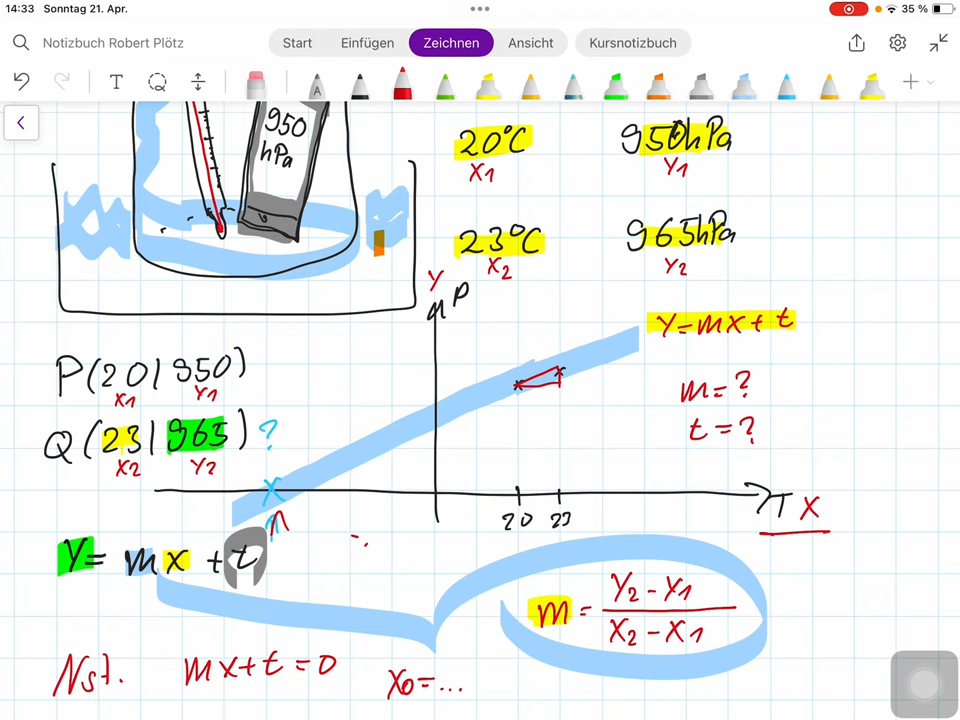 14:33 Sonntag 21. Apr.
35 %
Notizbuch Robert Plötz
Start Einfügen Zeichnen Ansicht Kursnotizbuch
T
A
950
hPa
20°C 950hPa
X1 Y1
23°C 965hPa
X2 Y2
Y
P
Y=mx+t
P(20|950)
X1 Y1
m=?
t=?
Q(23|965)?
X2 Y2
20 23
T X
Y= mx +t
m = Y2-Y1
X2-X1
Nst. mx+t=0 X0=...